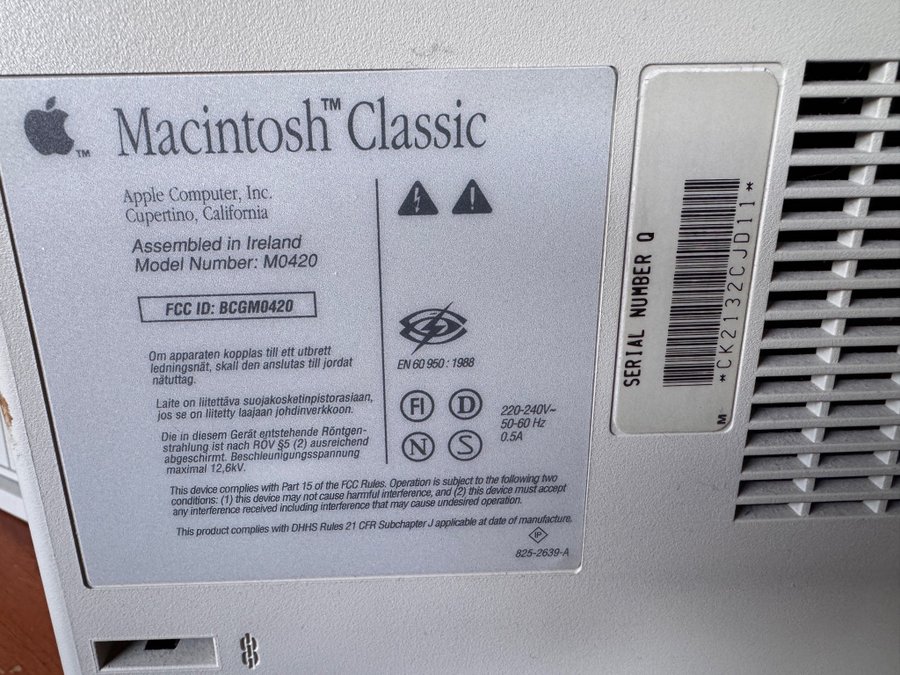 Macintosh™ Classic
™
Apple Computer, Inc.
Cupertino, California
Assembled in Ireland
Model Number: M0420
FCC ID: BCGM0420
Om apparaten kopplas till ett utbrett
ledningsnät, skall den anslutas till jordat
nätuttag.
Laite on liitettävä suojakosketinpistorasiaan,
jos se on liitetty laajaan johdinverkkoon.
Die in diesem Gerät entstehende Röntgen-
strahlung ist nach RÖV §5 (2) ausreichend
abgeschirmt. Beschleunigungsspannung
maximal 12,6kV.
EN 60 950 : 1988
FI D
N S
220-240V~
50-60 Hz
0.5A
This device complies with Part 15 of the FCC Rules. Operation is subject to the following two
conditions: (1) this device may not cause harmful interference, and (2) this device must accept
any interference received including interference that may cause undesired operation.
This product complies with DHHS Rules 21 CFR Subchapter J applicable at date of manufacture.
IP
825-2639-A
SERIAL NUMBER Q
*CK2132CJD11*
M